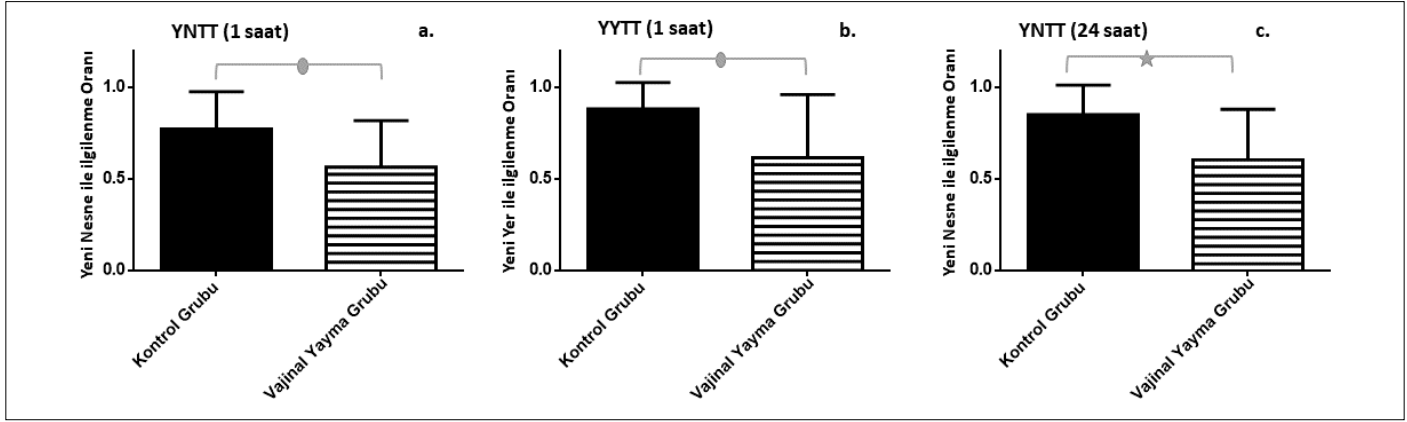 YNTT (1 saat) a.
Yeni Nesne ile ilgilenme Oranı
1.0
0.5
0.0
Kontrol Grubu
Vajinal Yayma Grubu
YYTT (1 saat) b.
Yeni Yer ile ilgilenme Oranı
1.0
0.5
0.0
Kontrol Grubu
Vajinal Yayma Grubu
YNTT (24 saat) c.
Yeni Nesne ile ilgilenme Oranı
1.0
0.5
0.0
Kontrol Grubu
Vajinal Yayma Grubu